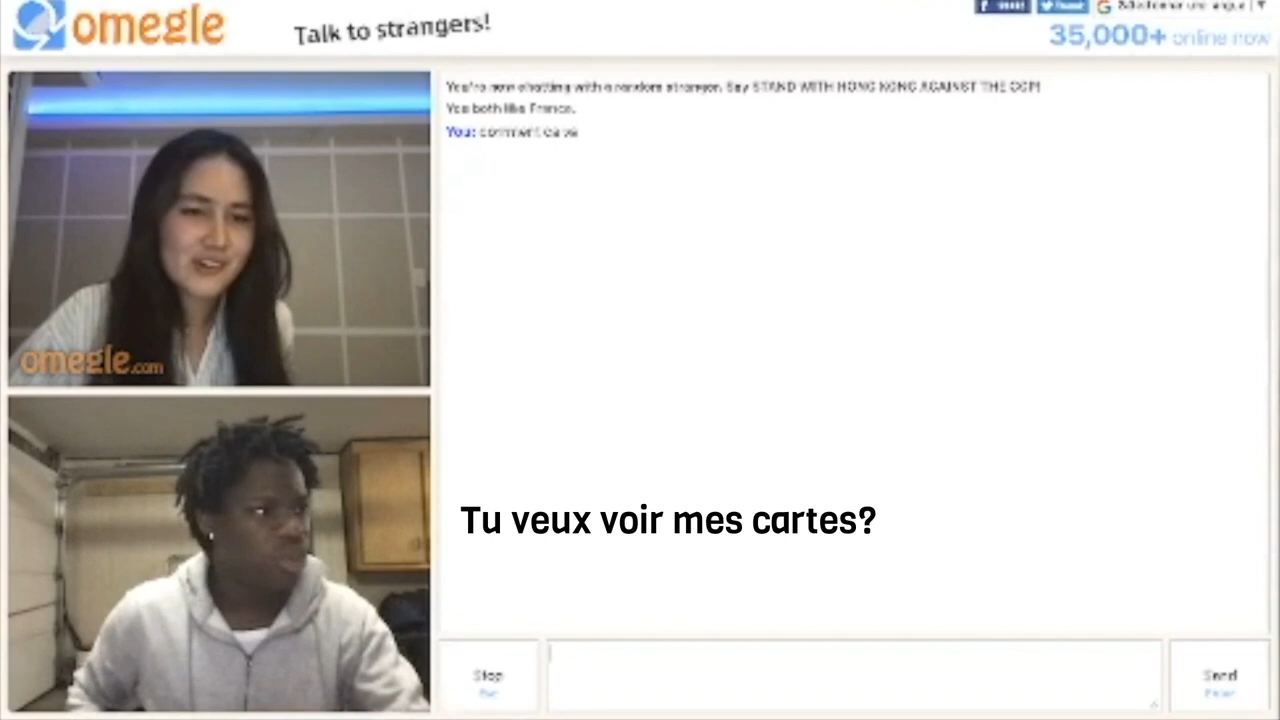 omegle
Talk to strangers!
35,000+ online now
You're now chatting with a random stranger. Say STAND WITH HONG KONG AGAINST THE CCP!
You both like France.
You: comment ca va
omegle.com
Tu veux voir mes cartes?
Stop
Send